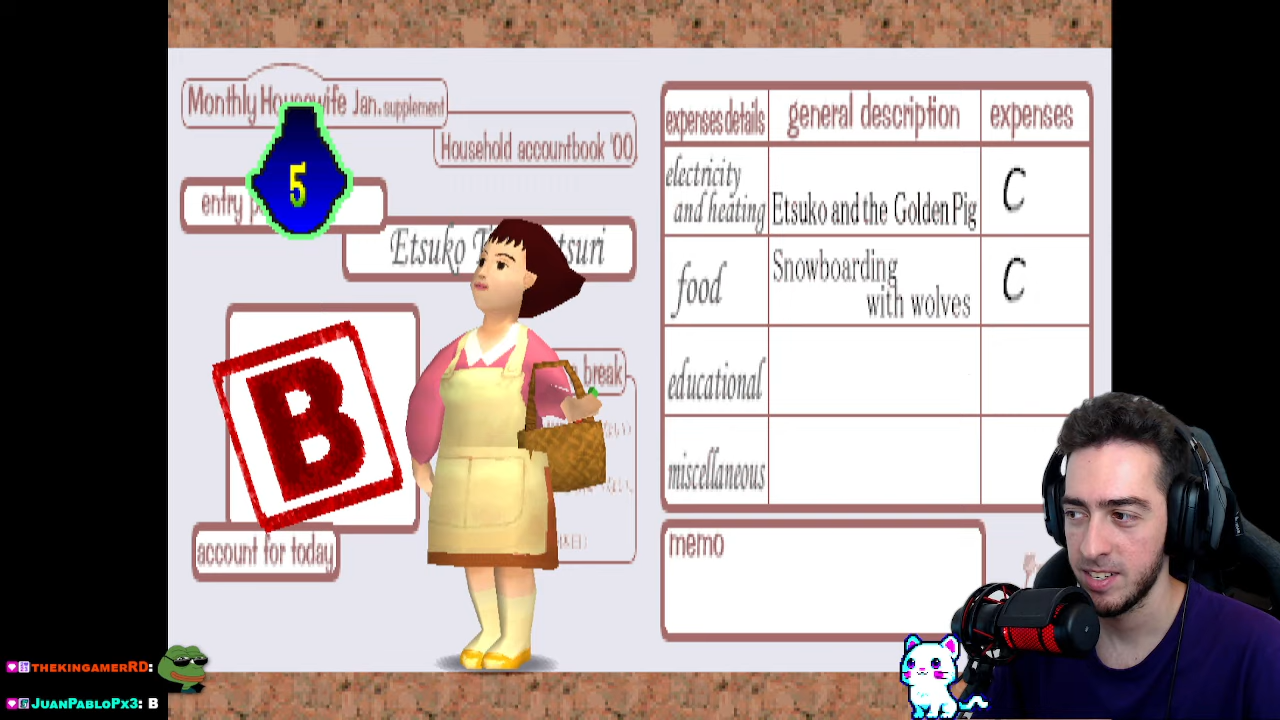 Monthly Housewife Jan. supplement
Household accountbook '00
5
entry
Etsuko
B
break
account for today
expenses details
general description
expenses
electricity
and heating
Etsuko and the Golden Pig
C
food
Snowboarding
with wolves
C
educational
miscellaneous
memo
THEKINGAMERRD:
JUANPABLOPX3: B